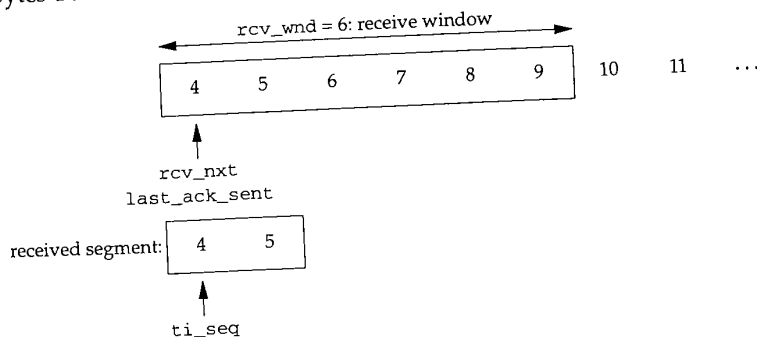 rcv_wnd = 6: receive window
4 5 6 7 8 9 10 11 ...
rcv_nxt
last_ack_sent
received segment: 4 5
ti_seq